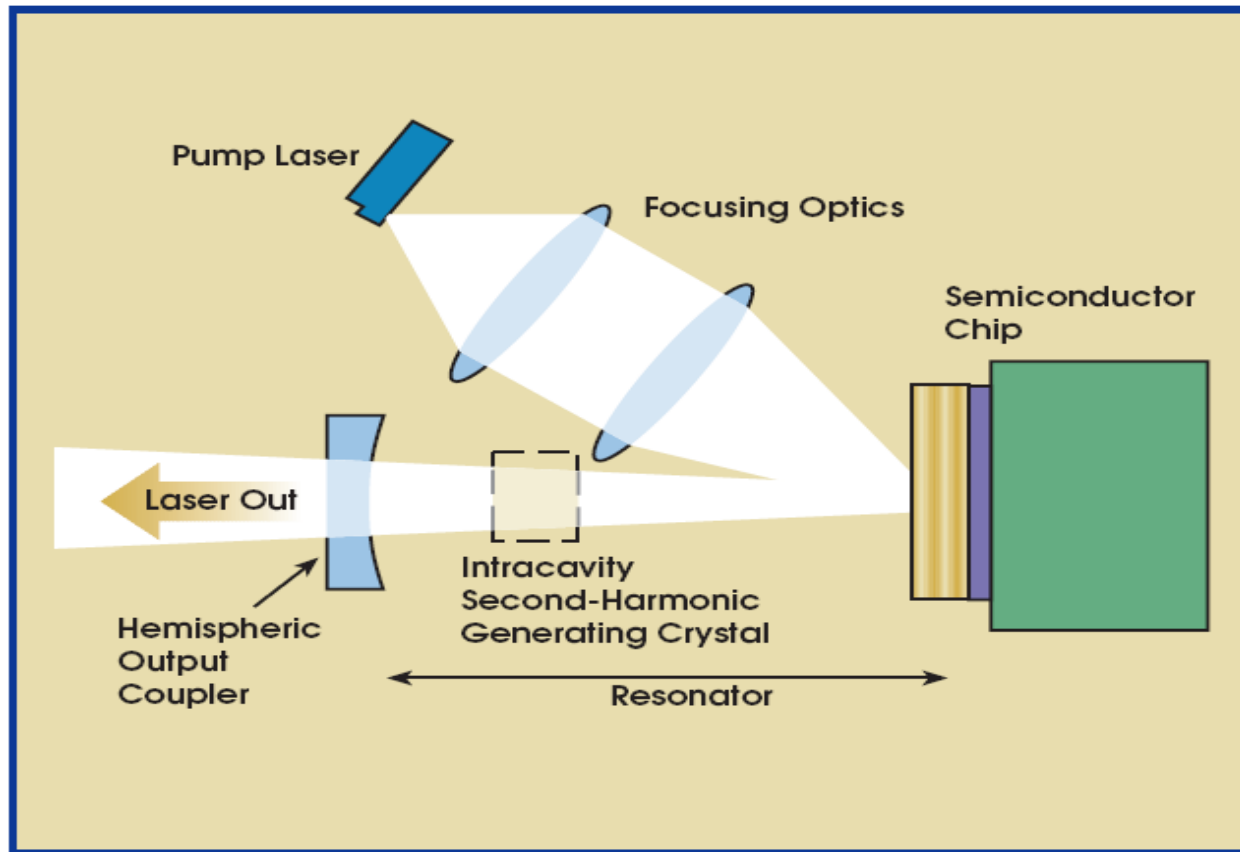 Pump Laser
Focusing Optics
Semiconductor
Chip
Laser Out
Intracavity
Second-Harmonic
Generating Crystal
Hemispheric
Output
Coupler
Resonator